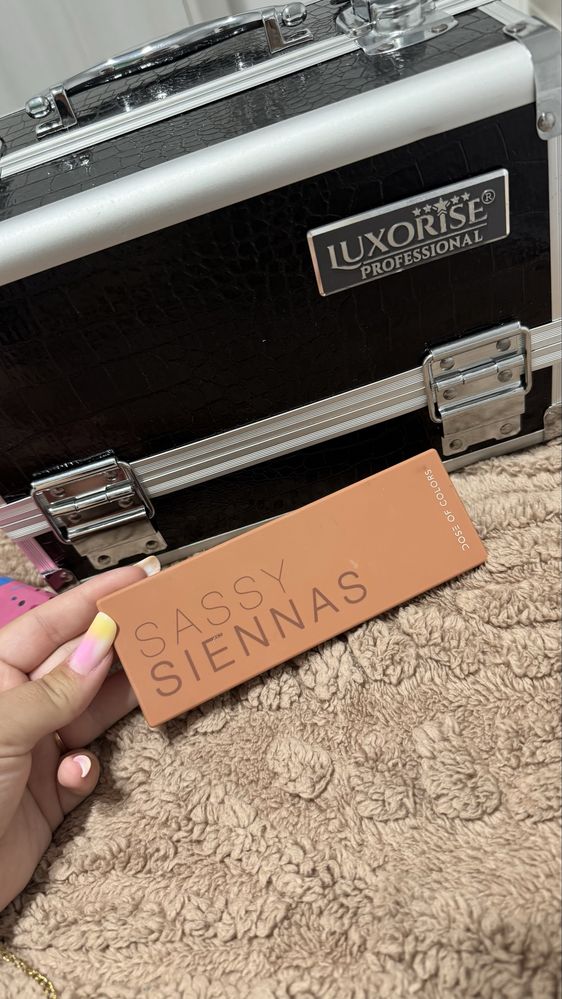 LUXORISE®
PROFESSIONAL
SASSY
SIENNAS
DOSE OF COLORS